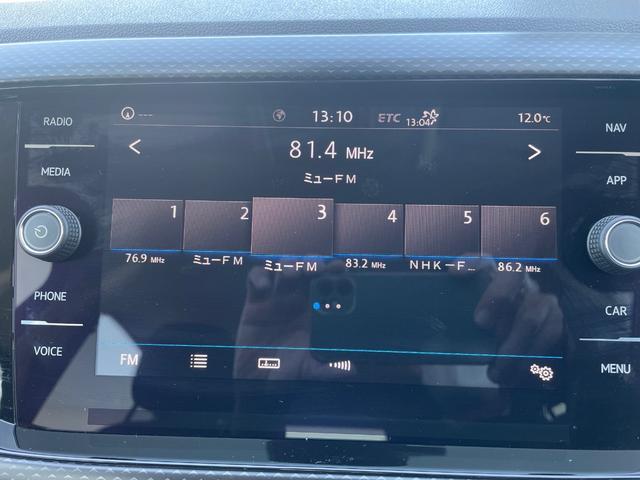 RADIO
MEDIA
PHONE
VOICE
--- 13:10 ETC 13:04 12.0℃
81.4 MHz
ミューFM
1 2 3 4 5 6
76.9 MHz ミューFM ミューFM 83.2 MHz NHK-F... 86.2 MHz
FM
NAV
APP
CAR
MENU